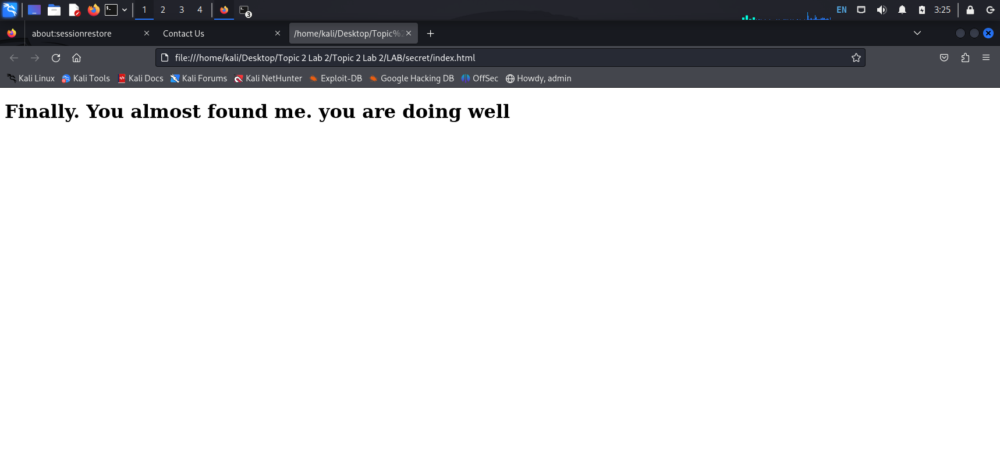 1 2 3 4 3 EN 3:25
about:sessionrestore Contact Us /home/kali/Desktop/Topic%2
file:///home/kali/Desktop/Topic 2 Lab 2/Topic 2 Lab 2/LAB/secret/index.html
Kali Linux Kali Tools Kali Docs Kali Forums Kali NetHunter Exploit-DB Google Hacking DB OffSec Howdy, admin
Finally. You almost found me. you are doing well